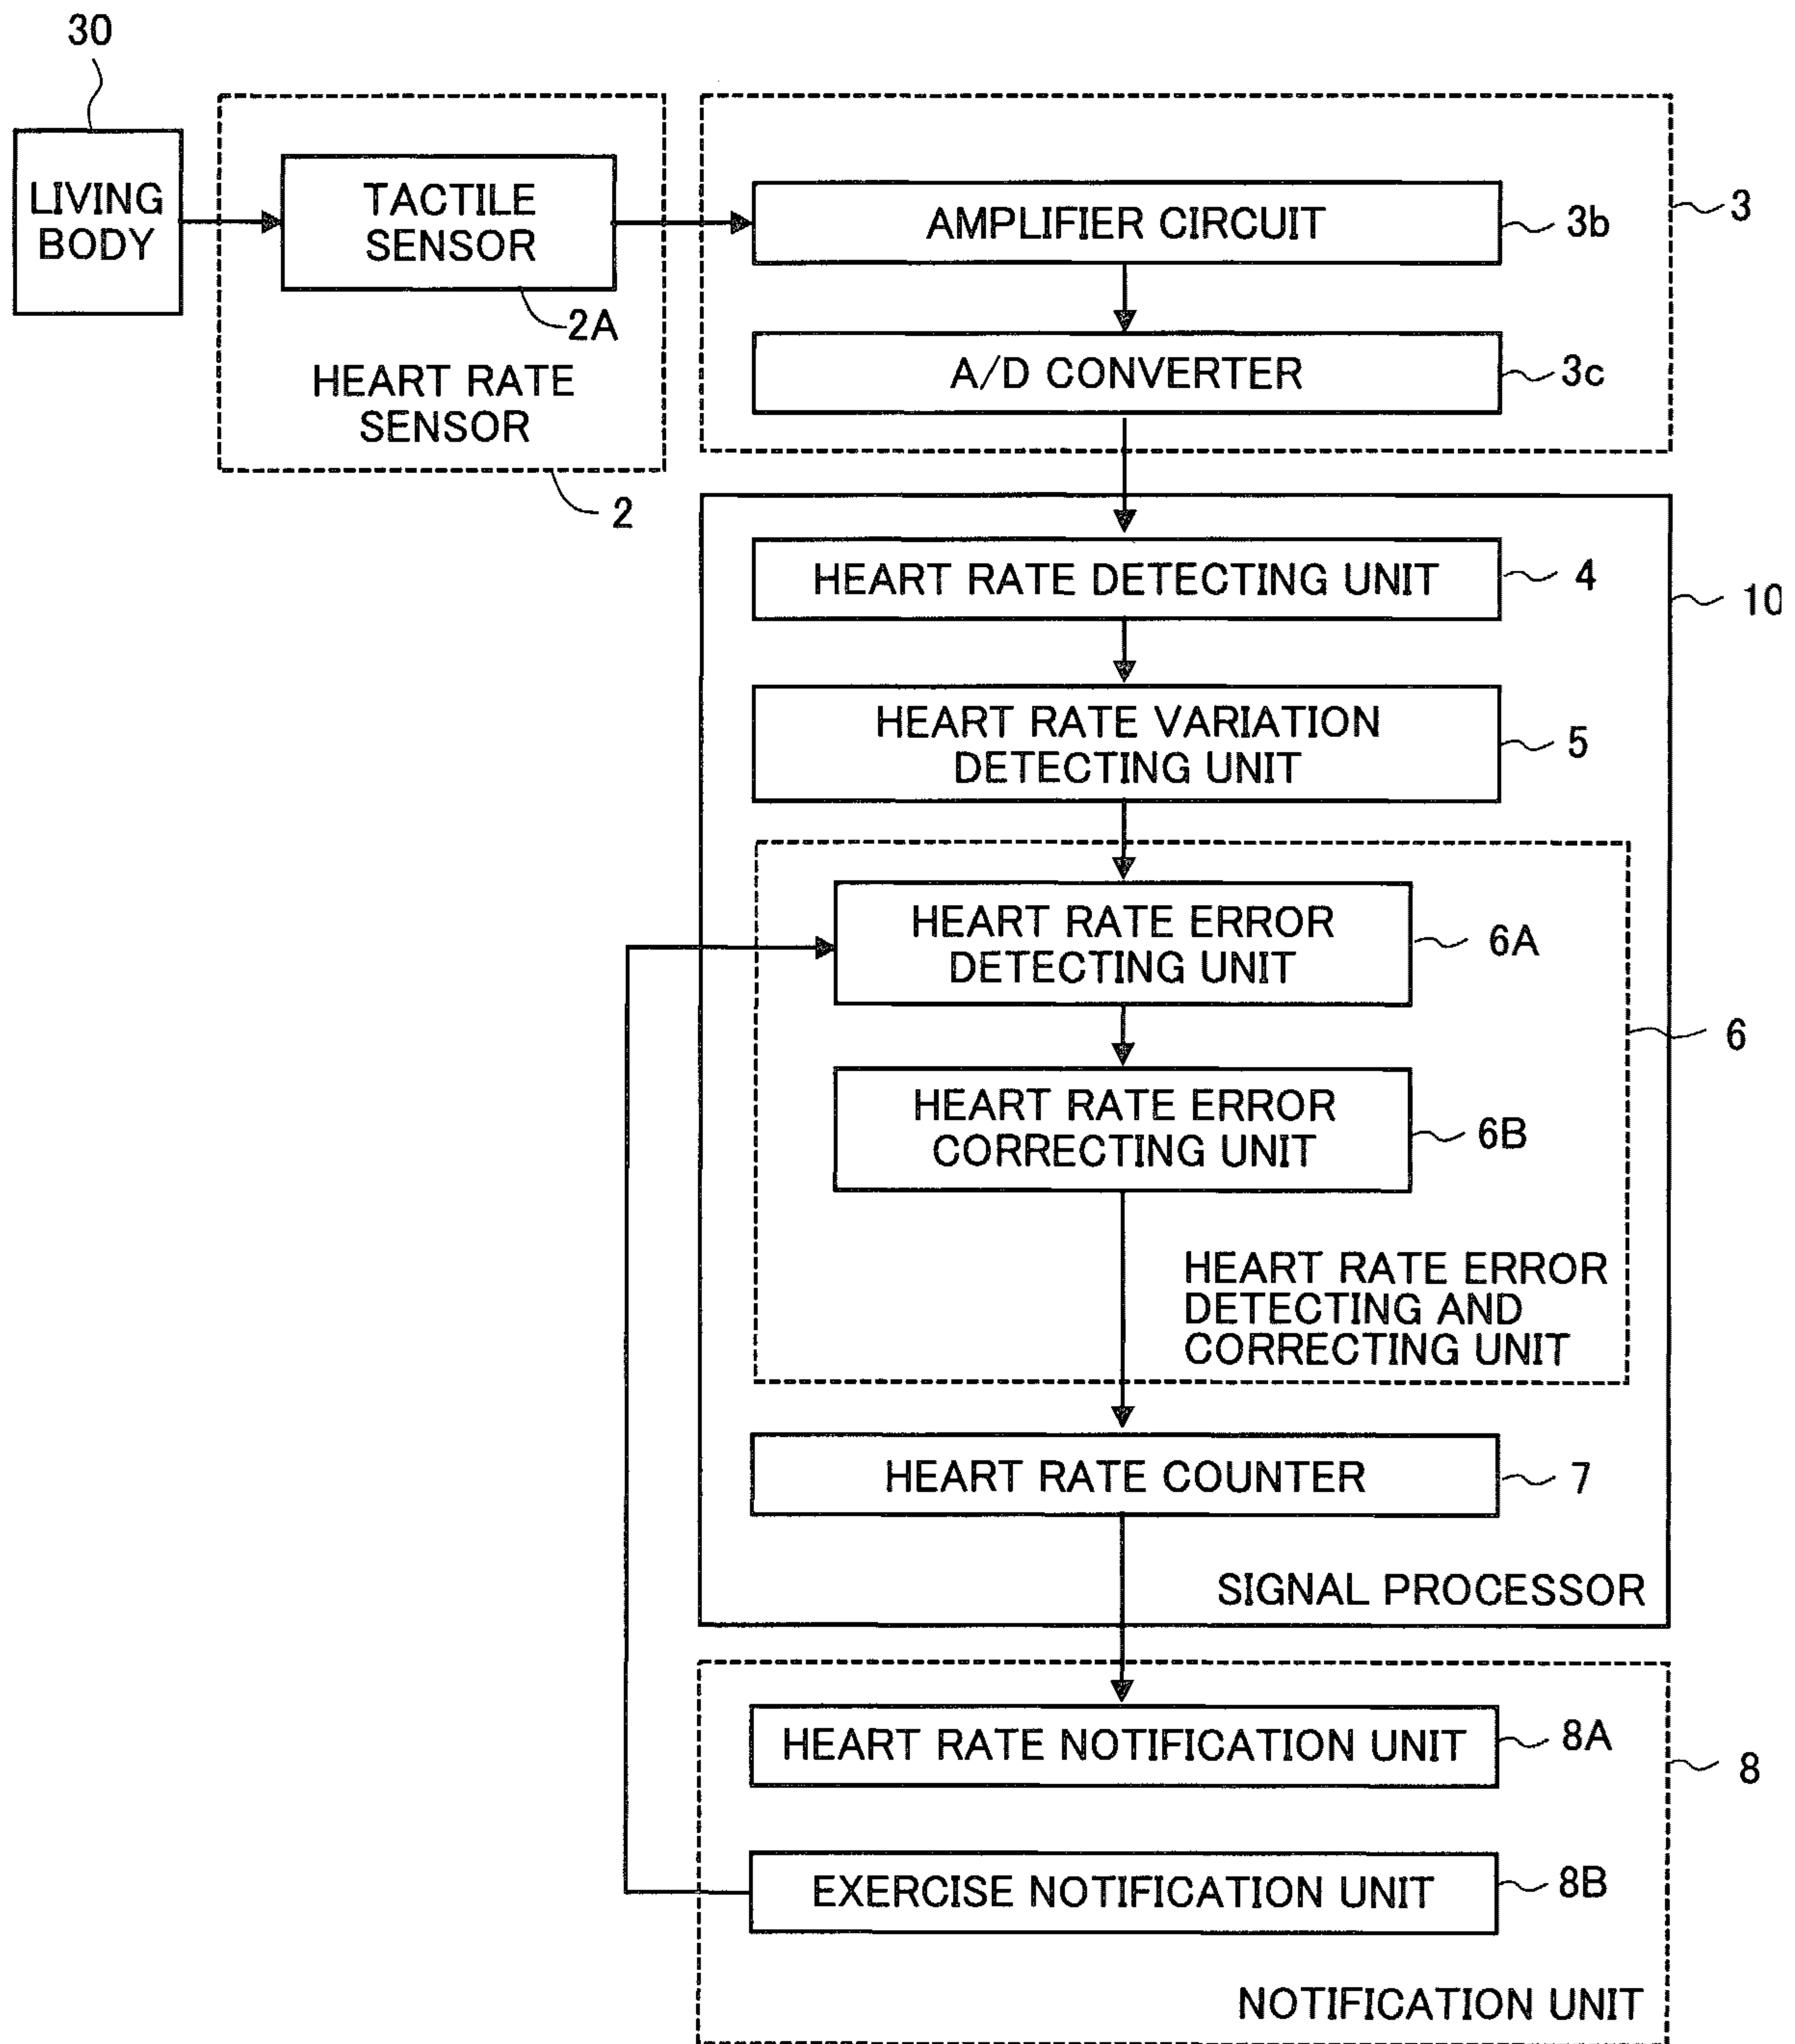 30
LIVING
BODY
TACTILE
SENSOR
2A
HEART RATE
SENSOR
2
AMPLIFIER CIRCUIT
3b
3
A/D CONVERTER
3c
HEART RATE DETECTING UNIT
4
10
HEART RATE VARIATION
DETECTING UNIT
5
HEART RATE ERROR
DETECTING UNIT
6A
6
HEART RATE ERROR
CORRECTING UNIT
6B
HEART RATE ERROR
DETECTING AND
CORRECTING UNIT
HEART RATE COUNTER
7
SIGNAL PROCESSOR
HEART RATE NOTIFICATION UNIT
8A
8
EXERCISE NOTIFICATION UNIT
8B
NOTIFICATION UNIT